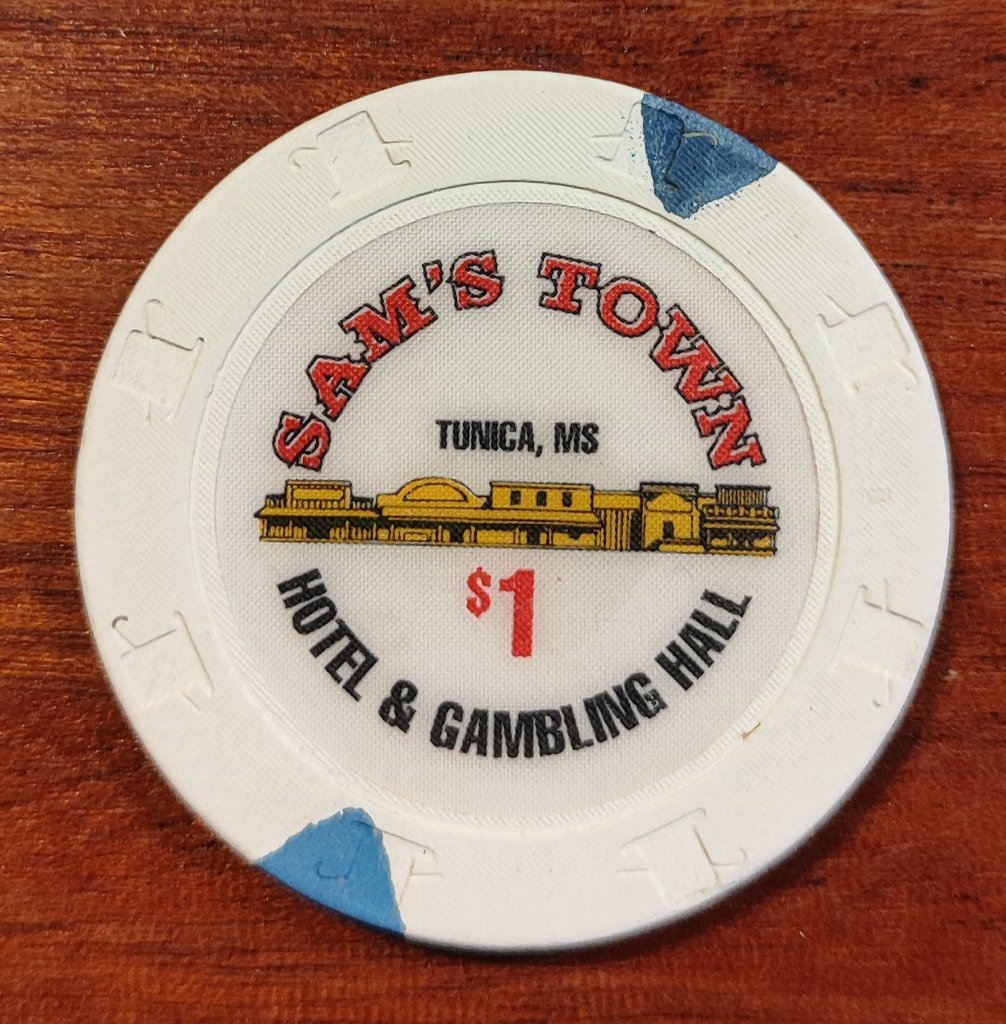 SAM'S TOWN
TUNICA, MS
$1
HOTEL & GAMBLING HALL